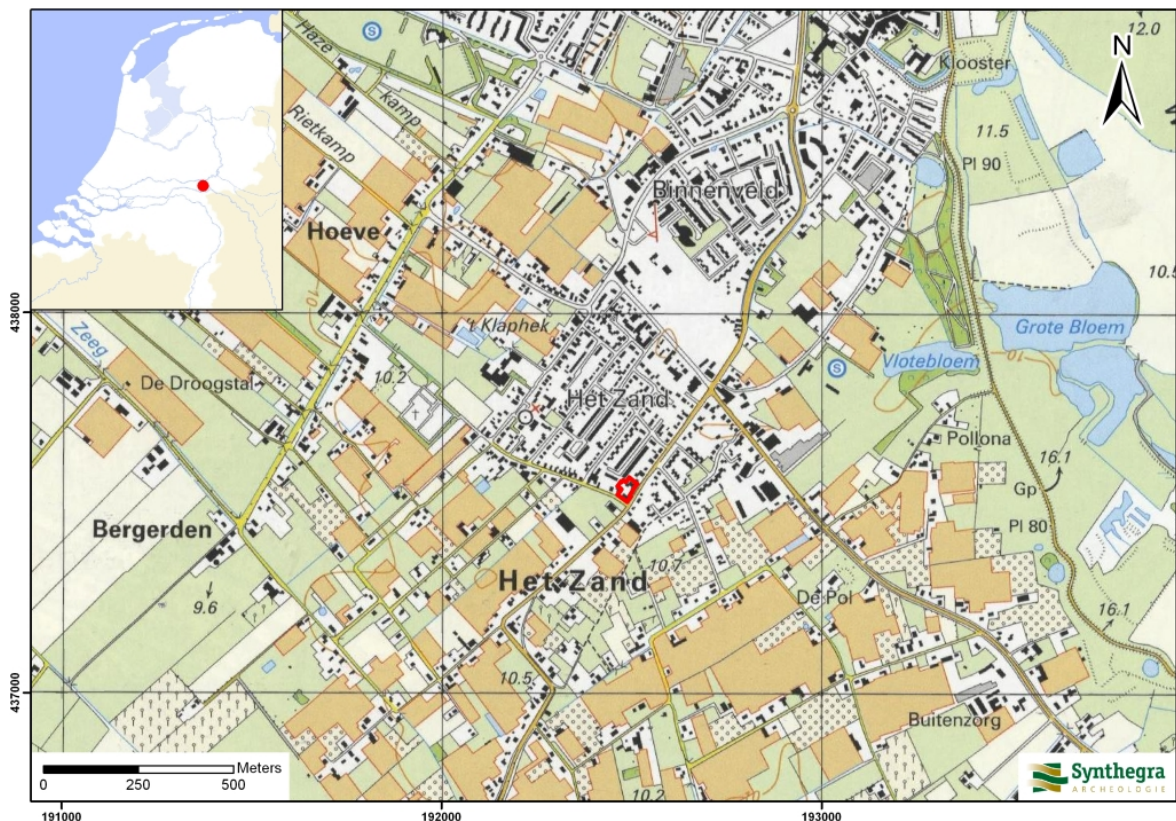 12.0
N
Haze
kamp
Rietkamp
Klooster
11.5
Pl 90
Binnenveld
Hoeve
10
10.5
438000
Zeeg
't Klaphek
Grote Bloem
Vlotebloem
10
De Droogstal
10.2
Het Zand
Pollona
16.1
Gp
Pl 80
Bergerden
Het Zand
10.7
De Pol
9.6
16.1
437000
10.5
Buitenzorg
0 250 500 Meters
10.2
Synthegra
ARCHEOLOGIE
191000 192000 193000